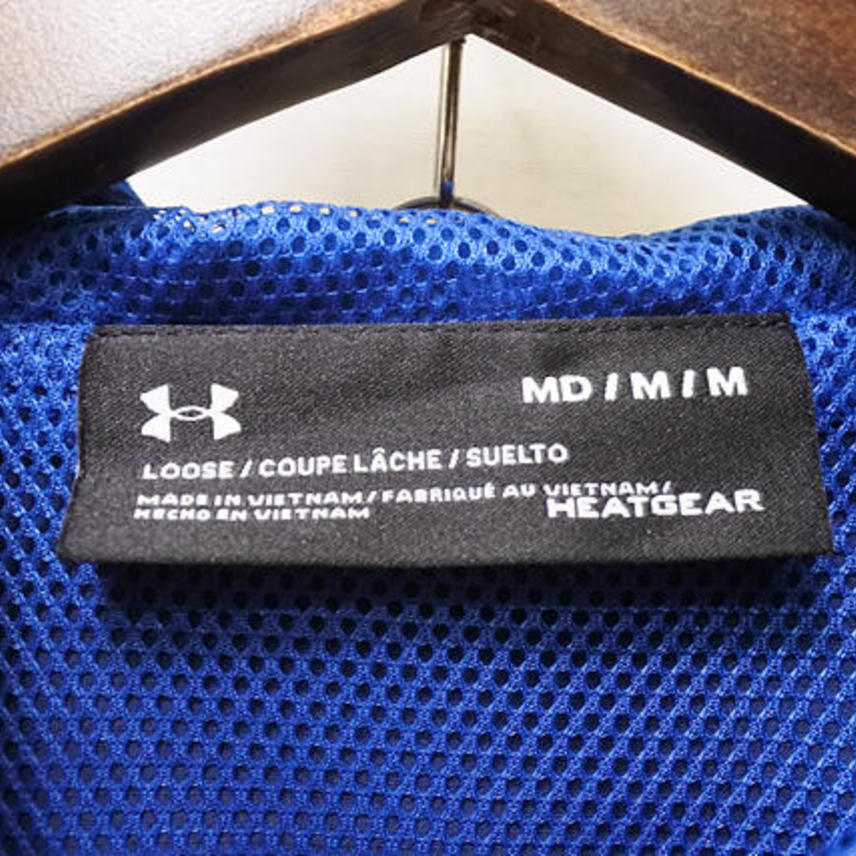 MD / M / M
LOOSE / COUPE LÂCHE / SUELTO
MADE IN VIETNAM / FABRIQUÉ AU VIETNAM /
HECHO EN VIETNAM
HEATGEAR